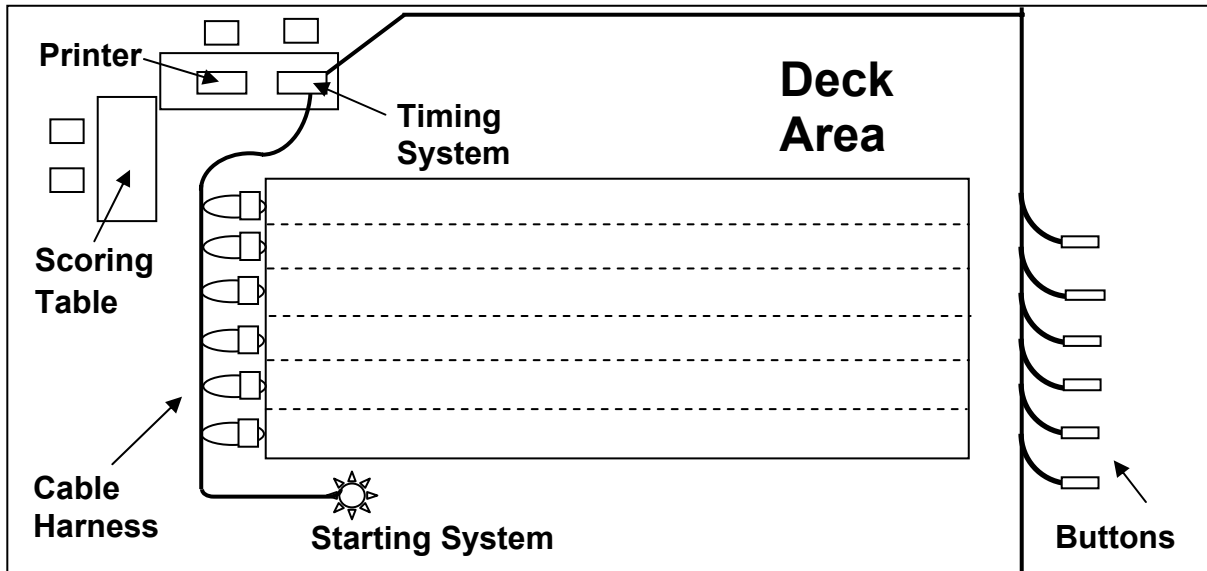 Printer
Deck
Area
Timing
System
Scoring
Table
Cable
Harness
Starting System
Buttons